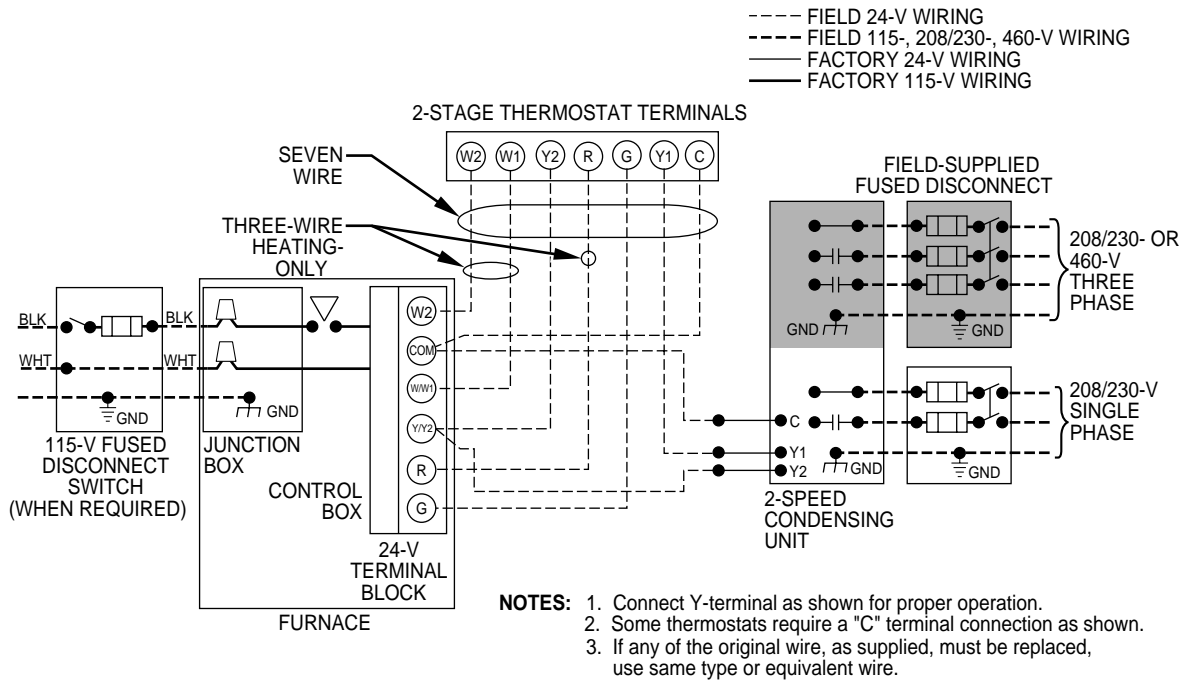 FIELD 24-V WIRING
FIELD 115-, 208/230-, 460-V WIRING
FACTORY 24-V WIRING
FACTORY 115-V WIRING
2-STAGE THERMOSTAT TERMINALS
W2 W1 Y2 R G Y1 C
SEVEN
WIRE
THREE-WIRE
HEATING-
ONLY
FIELD-SUPPLIED
FUSED DISCONNECT
208/230- OR
460-V
THREE
PHASE
GND
GND
BLK
BLK
WHT
WHT
GND
GND
115-V FUSED
DISCONNECT
SWITCH
(WHEN REQUIRED)
JUNCTION
BOX
CONTROL
BOX
W2
COM
W/W1
Y/Y2
R
G
24-V
TERMINAL
BLOCK
FURNACE
C
Y1
Y2
GND
GND
208/230-V
SINGLE
PHASE
2-SPEED
CONDENSING
UNIT
NOTES: 1. Connect Y-terminal as shown for proper operation.
2. Some thermostats require a "C" terminal connection as shown.
3. If any of the original wire, as supplied, must be replaced,
use same type or equivalent wire.